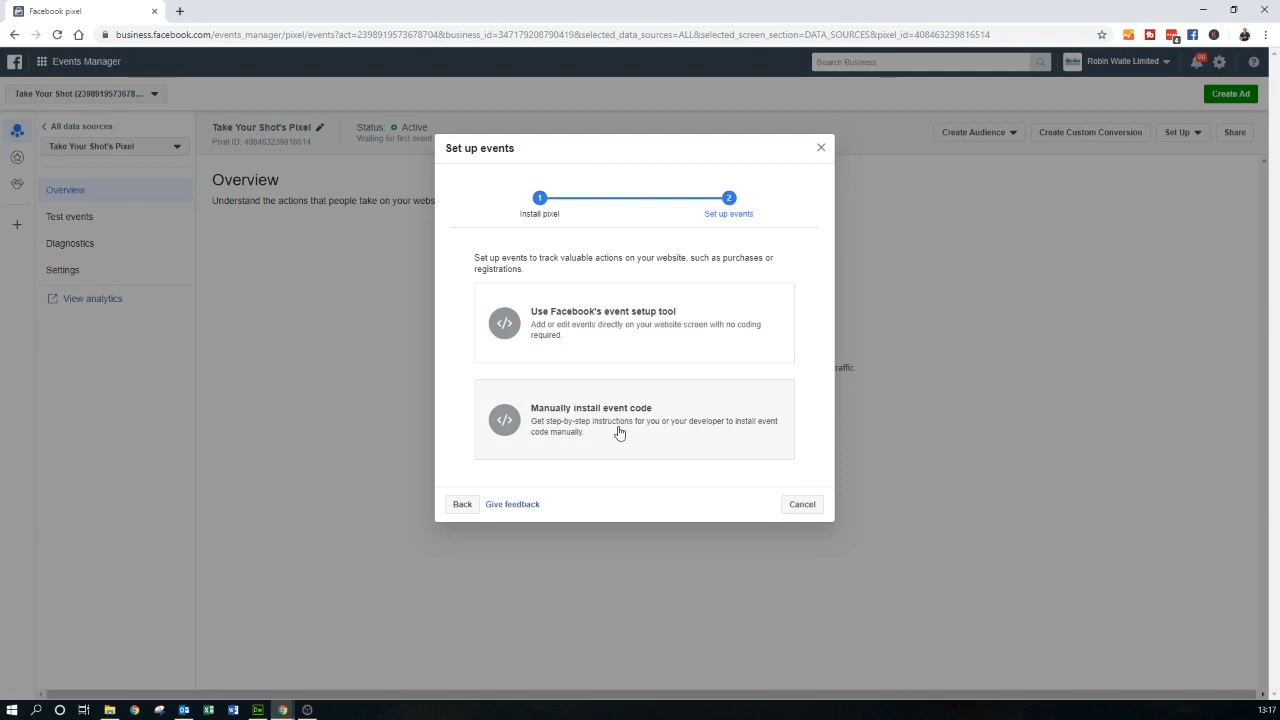 Facebook pixel
business.facebook.com/events_manager/pixel/events?act=2398919573678704&business_id=347179208790419&selected_data_sources=ALL&selected_screen_section=DATA_SOURCES&pixel_id=408463239816514
Events Manager
Search Business
Robin Waite Limited
Take Your Shot (2398919573678...
Create Ad
All data sources
Take Your Shot's Pixel
Status: Active
Create Audience
Create Custom Conversion
Set Up
Share
Take Your Shot's Pixel
Pixel ID: 408463239816514
Waiting for first event
Set up events
Overview
Overview
Understand the actions that people take on your webs
1
2
Install pixel
Set up events
Test events
Diagnostics
Settings
View analytics
Set up events to track valuable actions on your website, such as purchases or
registrations.
Use Facebook's event setup tool
Add or edit events directly on your website screen with no coding
required.
raffic.
Manually install event code
Get step-by-step instructions for you or your developer to install event
code manually.
Back
Give feedback
Cancel
13:17